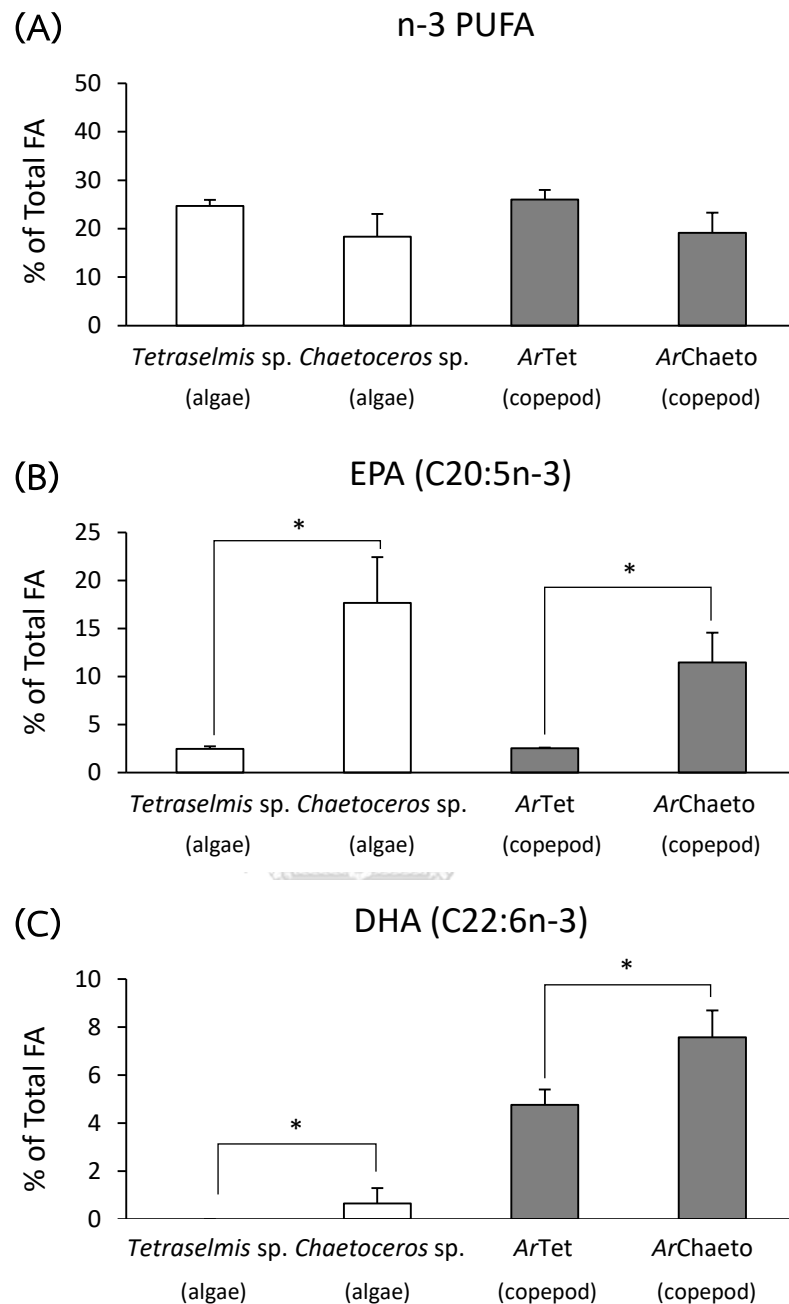 (A)
n-3 PUFA
% of Total FA
50
40
30
20
10
0
Tetraselmis sp. Chaetoceros sp. ArTet ArChaeto
(algae) (algae) (copepod) (copepod)
(B)
EPA (C20:5n-3)
% of Total FA
25
20
15
10
5
0
*
*
Tetraselmis sp. Chaetoceros sp. ArTet ArChaeto
(algae) (algae) (copepod) (copepod)
(C)
DHA (C22:6n-3)
% of Total FA
10
8
6
4
2
0
*
*
Tetraselmis sp. Chaetoceros sp. ArTet ArChaeto
(algae) (algae) (copepod) (copepod)